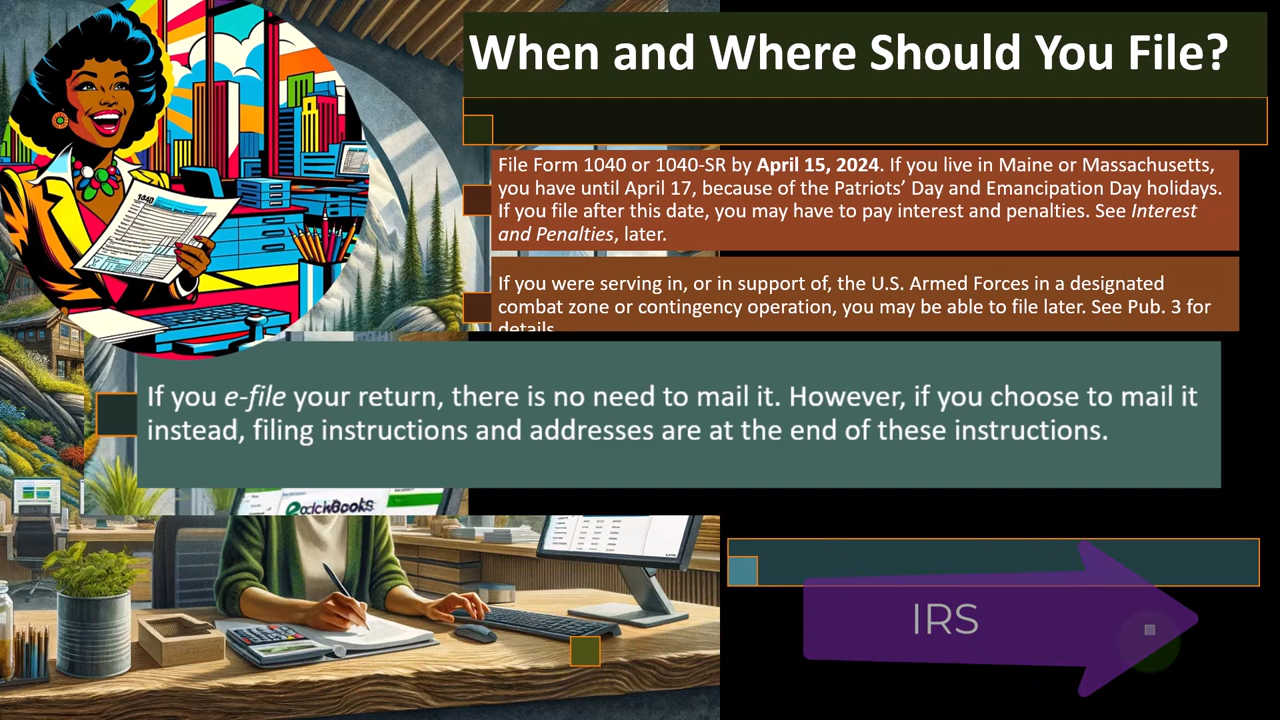 When and Where Should You File?
File Form 1040 or 1040-SR by April 15, 2024. If you live in Maine or Massachusetts,
you have until April 17, because of the Patriots’ Day and Emancipation Day holidays.
If you file after this date, you may have to pay interest and penalties. See Interest
and Penalties, later.
If you were serving in, or in support of, the U.S. Armed Forces in a designated
combat zone or contingency operation, you may be able to file later. See Pub. 3 for
details.
If you e-file your return, there is no need to mail it. However, if you choose to mail it
instead, filing instructions and addresses are at the end of these instructions.
1040
IRS